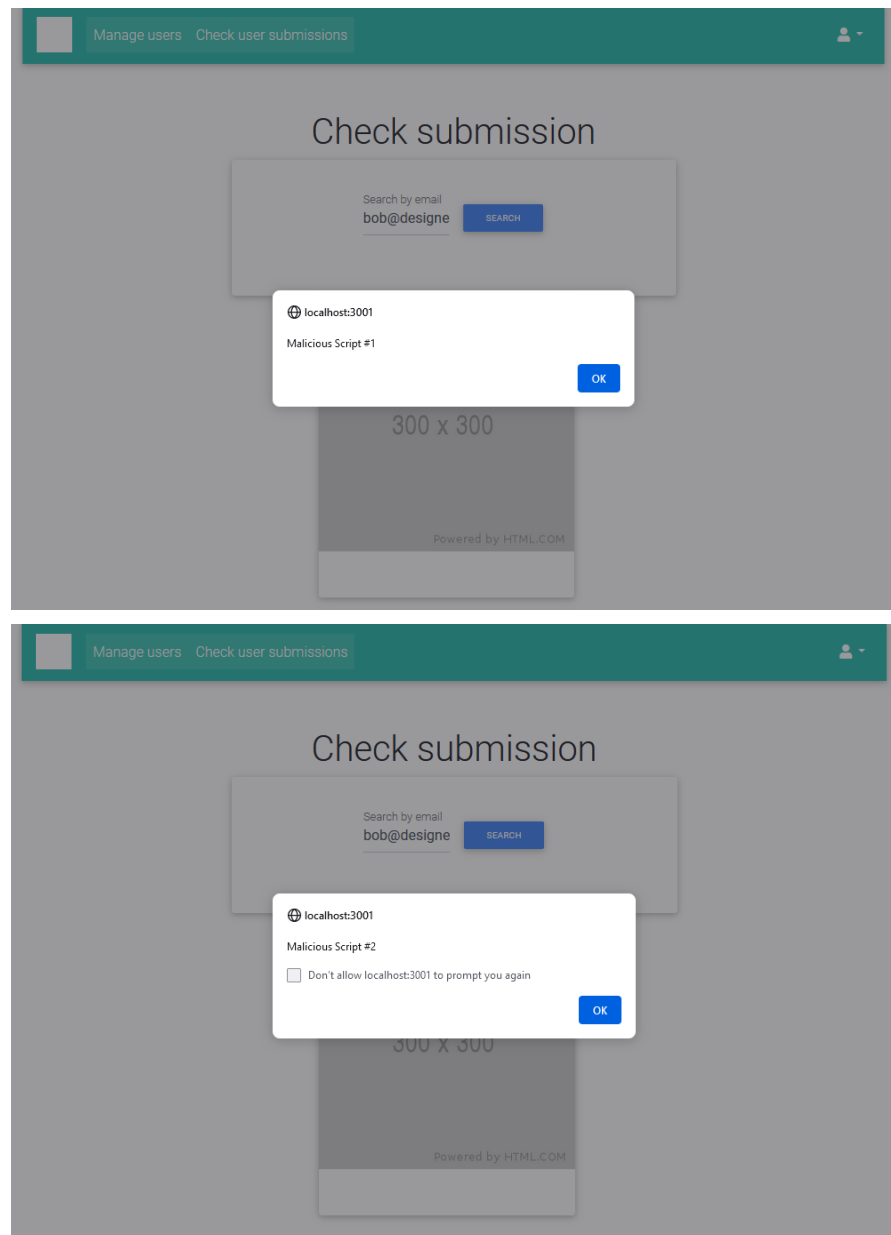 Manage users Check user submissions
Check submission
Search by email
bob@designe SEARCH
localhost:3001
Malicious Script #1
OK
300 x 300
Powered by HTML.COM
Manage users Check user submissions
Check submission
Search by email
bob@designe SEARCH
localhost:3001
Malicious Script #2
Don't allow localhost:3001 to prompt you again
OK
300 x 300
Powered by HTML.COM